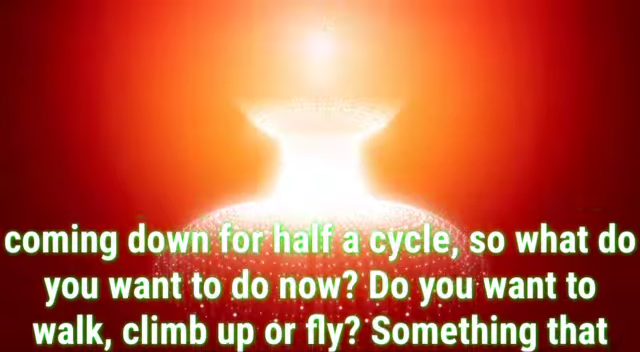 coming down for half a cycle, so what do
you want to do now? Do you want to
walk, climb up or fly? Something that